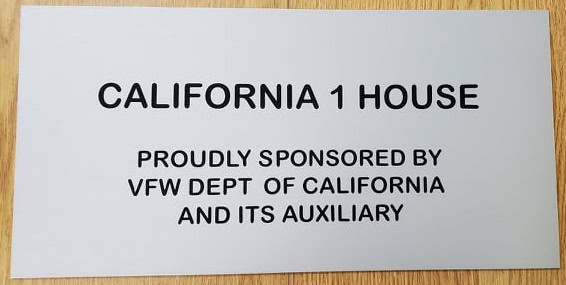 CALIFORNIA 1 HOUSE
PROUDLY SPONSORED BY
VFW DEPT OF CALIFORNIA
AND ITS AUXILIARY